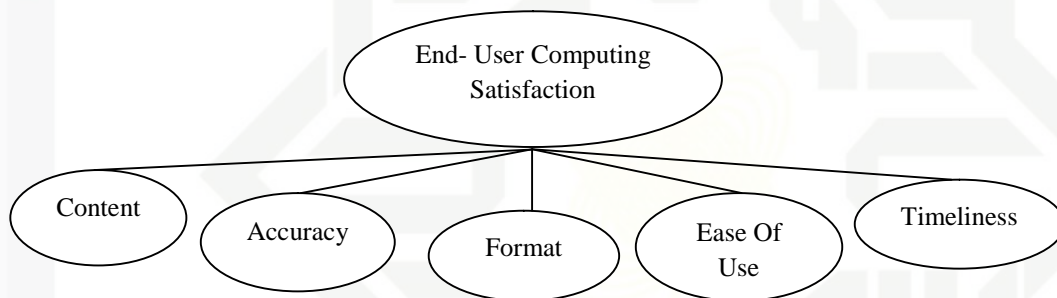 End- User Computing
Satisfaction
Content
Accuracy
Format
Ease Of
Use
Timeliness